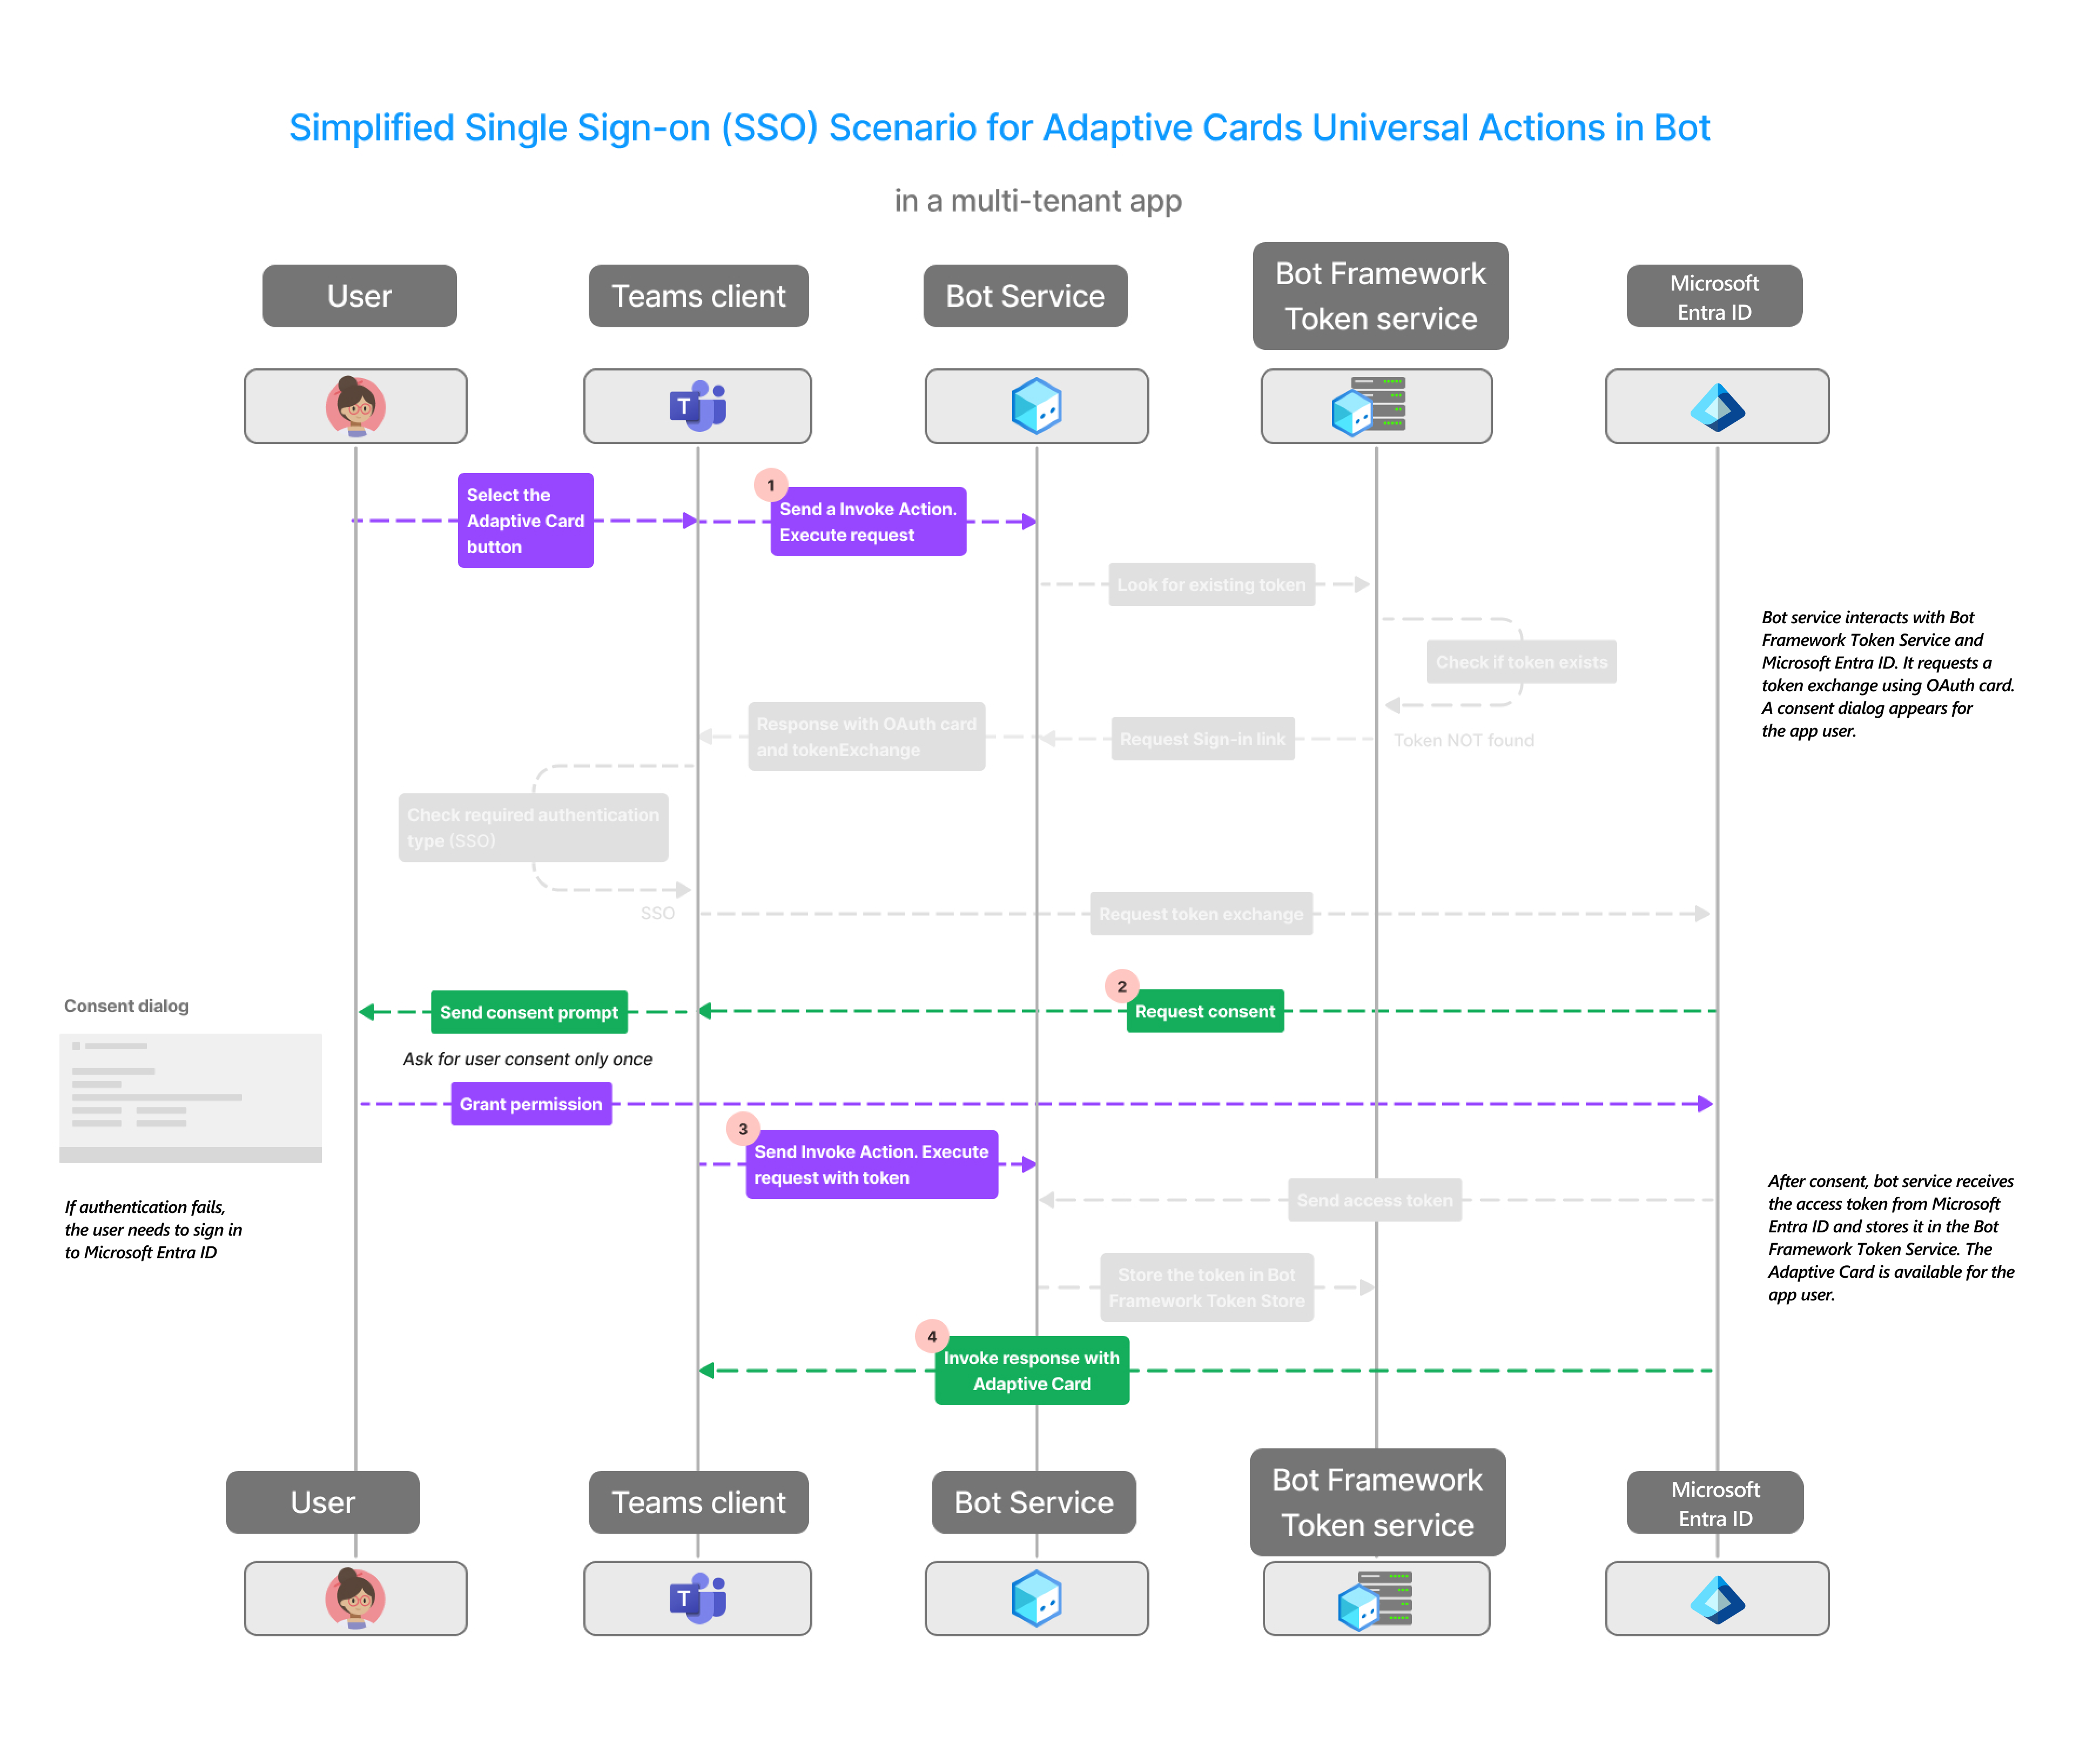 Simplified Single Sign-on (SSO) Scenario for Adaptive Cards Universal Actions in Bot
in a multi-tenant app
User
Teams client
Bot Service
Bot Framework
Token service
Microsoft
Entra ID
T
Select the
Adaptive Card
button
1
Send a Invoke Action.
Execute request
Look for existing token
Check if token exists
Bot service interacts with Bot
Framework Token Service and
Microsoft Entra ID. It requests a
token exchange using OAuth card.
A consent dialog appears for
the app user.
Response with OAuth card
and tokenExchange
Request Sign-in link
Token NOT found
Check required authentication
type (SSO)
SSO
Request token exchange
Consent dialog
Send consent prompt
2
Request consent
Ask for user consent only once
Grant permission
3
Send Invoke Action. Execute
request with token
If authentication fails,
the user needs to sign in
to Microsoft Entra ID
Send access token
After consent, bot service receives
the access token from Microsoft
Entra ID and stores it in the Bot
Framework Token Service. The
Adaptive Card is available for the
app user.
Store the token in Bot
Framework Token Store
4
Invoke response with
Adaptive Card
User
Teams client
Bot Service
Bot Framework
Token service
Microsoft
Entra ID
T